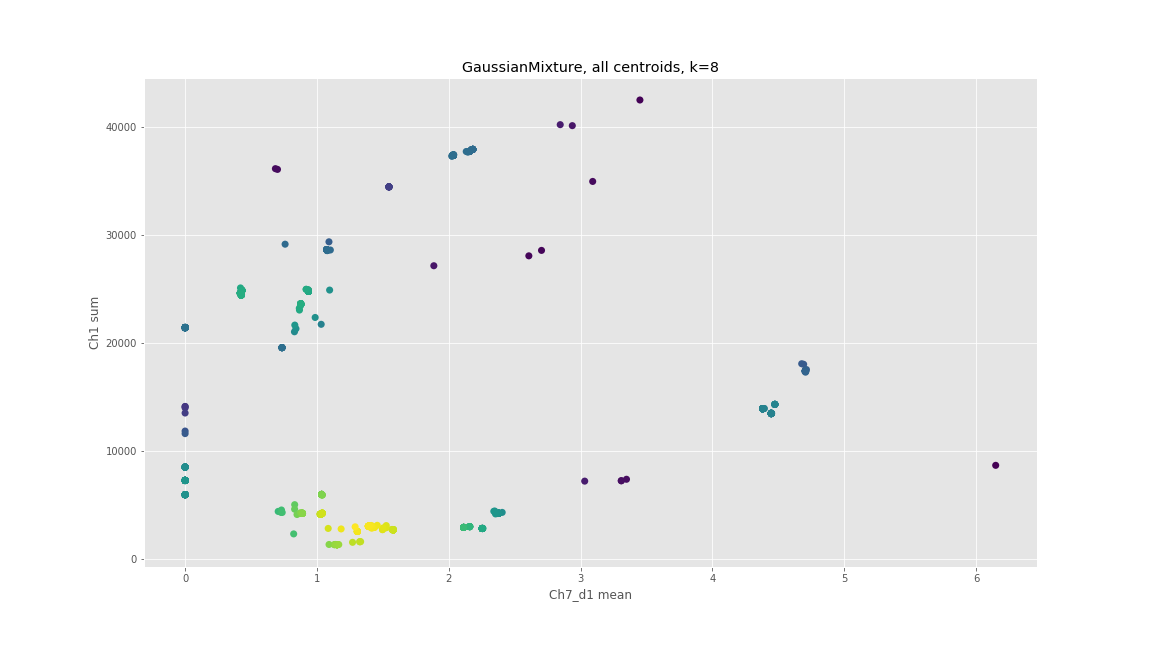 GaussianMixture, all centroids, k=8
40000
30000
20000
10000
0
Ch1 sum
0 1 2 3 4 5 6
Ch7_d1 mean